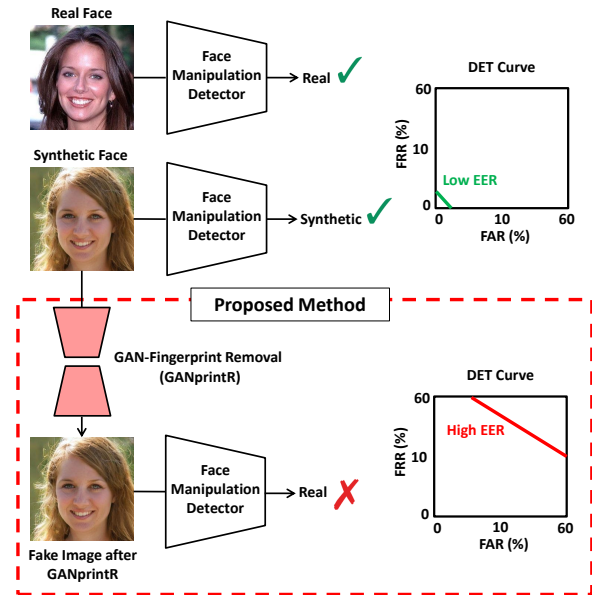 Real Face
Face
Manipulation
Detector
Real
DET Curve
60
10
0
FRR (%)
Low EER
0 10 60
FAR (%)
Synthetic Face
Face
Manipulation
Detector
Synthetic
Proposed Method
GAN-Fingerprint Removal
(GANprintR)
DET Curve
60
10
0
FRR (%)
High EER
0 10 60
FAR (%)
Face
Manipulation
Detector
Real
Fake Image after
GANprintR